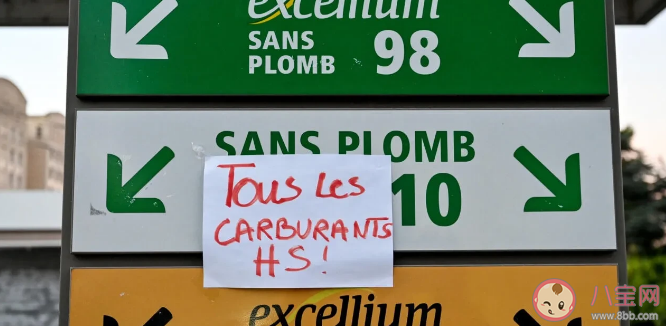 excellium
SANS
PLOMB 98
SANS PLOMB
10
TOUS LES
CARBURANTS
HS!
excellium
八宝网
www.8bb.com